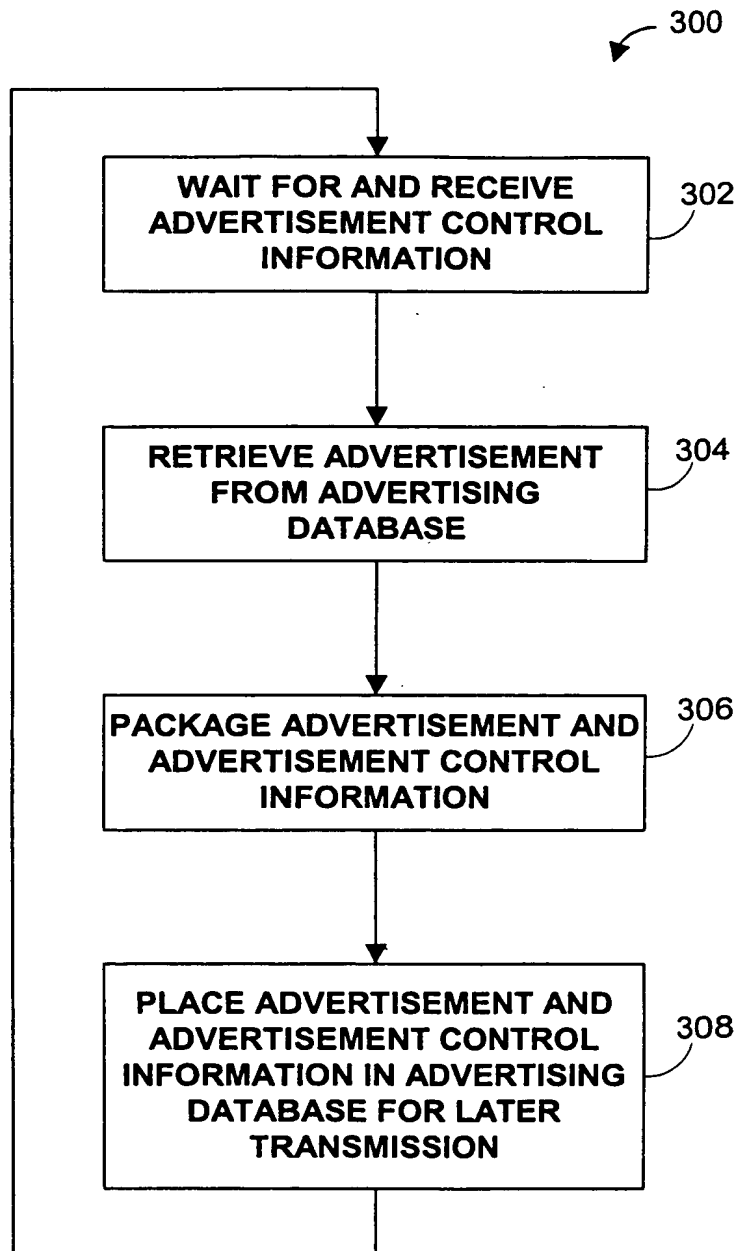 300
WAIT FOR AND RECEIVE
ADVERTISEMENT CONTROL
INFORMATION
302
RETRIEVE ADVERTISEMENT
FROM ADVERTISING
DATABASE
304
PACKAGE ADVERTISEMENT AND
ADVERTISEMENT CONTROL
INFORMATION
306
PLACE ADVERTISEMENT AND
ADVERTISEMENT CONTROL
INFORMATION IN ADVERTISING
DATABASE FOR LATER
TRANSMISSION
308